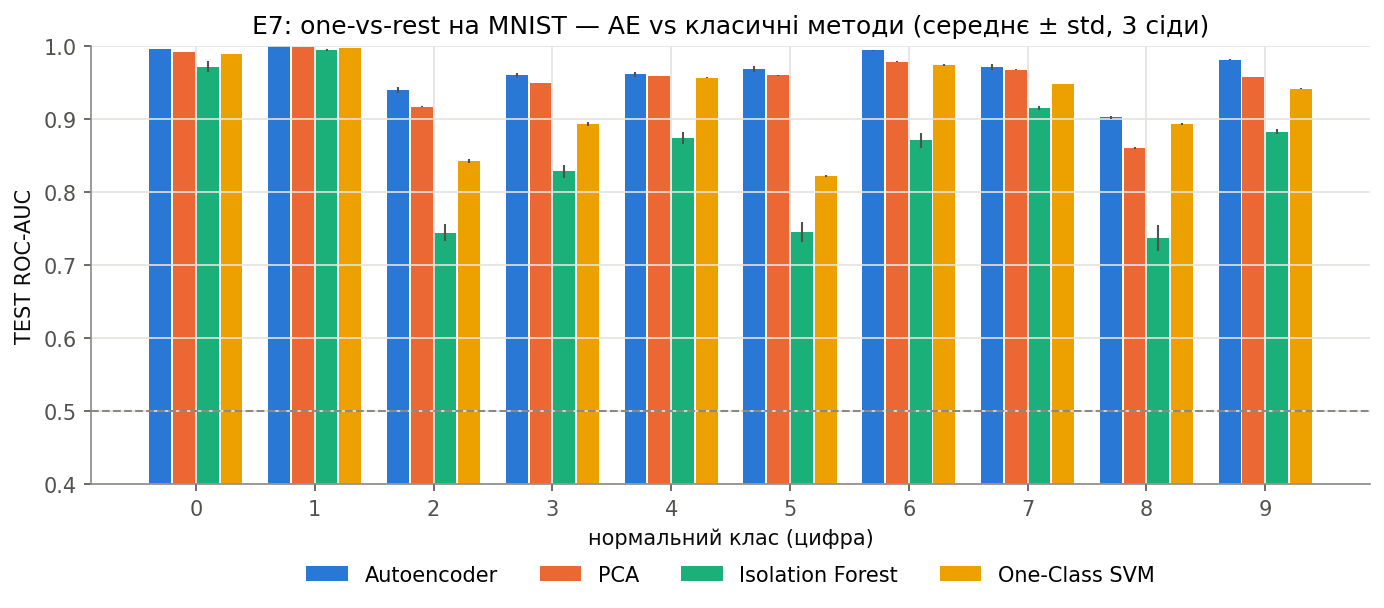 E7: one-vs-rest на MNIST — AE vs класичні методи (середнє ± std, 3 сіди)
TEST ROC-AUC
1.0
0.9
0.8
0.7
0.6
0.5
0.4
0 1 2 3 4 5 6 7 8 9
нормальний клас (цифра)
Autoencoder PCA Isolation Forest One-Class SVM